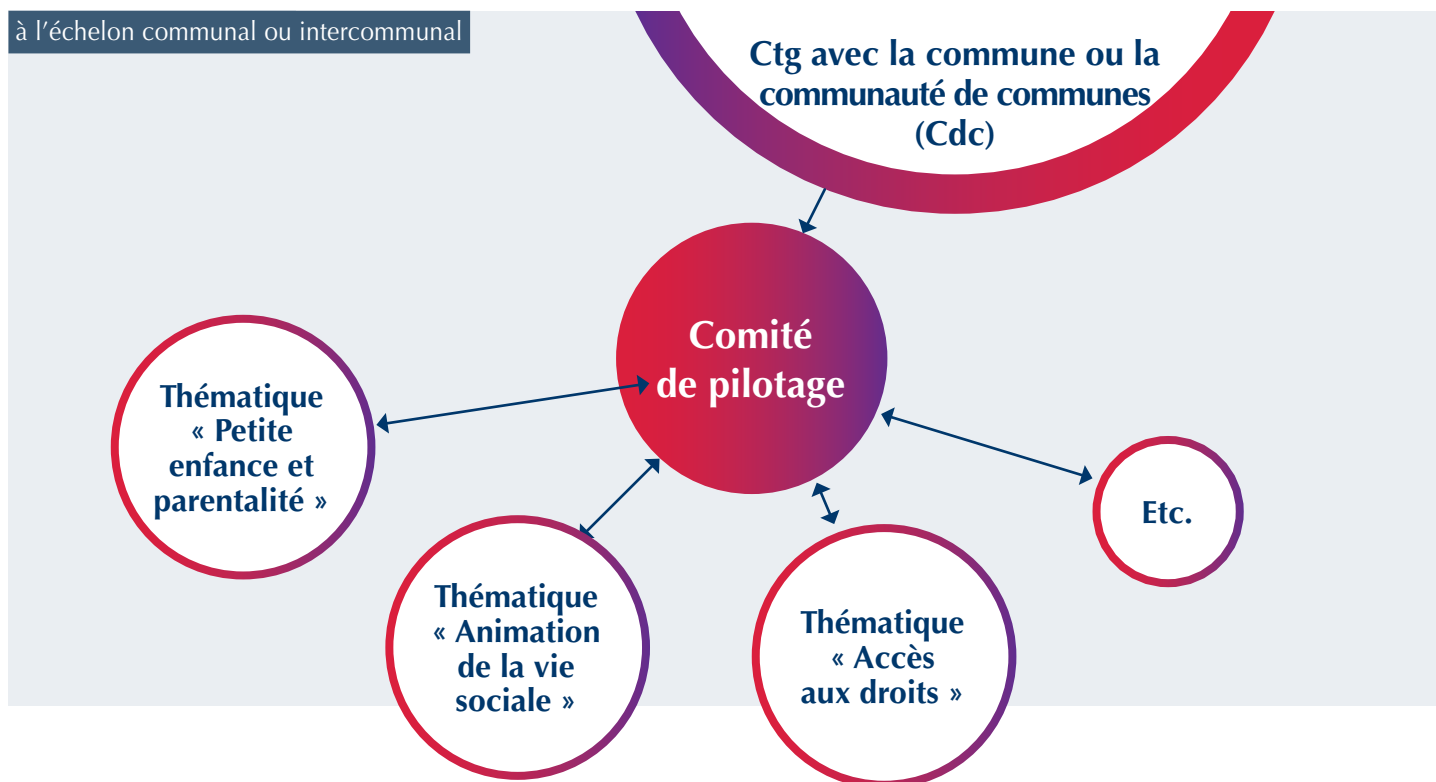 à l'échelon communal ou intercommunal
Ctg avec la commune ou la
communauté de communes
(Cdc)
Comité
de pilotage
Thématique
« Petite
enfance et
parentalité »
Thématique
« Animation
de la vie
sociale »
Thématique
« Accès
aux droits »
Etc.